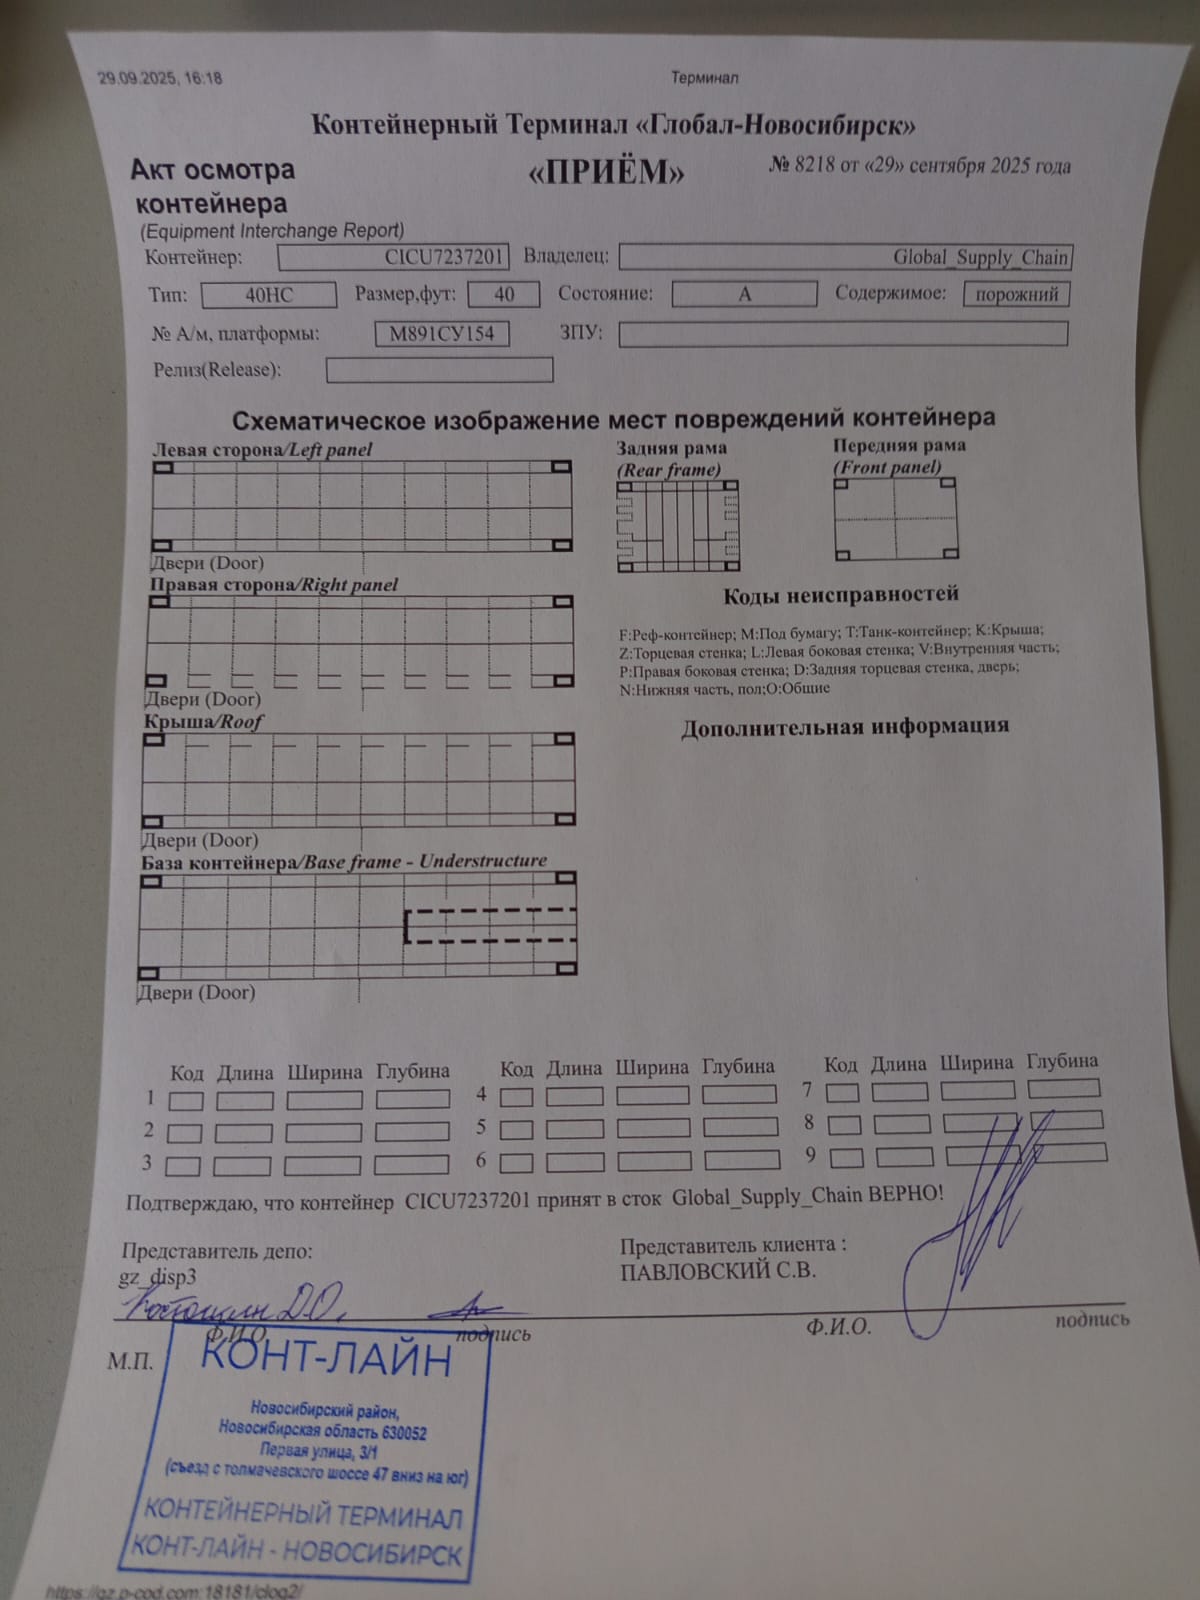 29.09.2025, 16:18 Терминал
Контейнерный Терминал «Глобал-Новосибирск»
Акт осмотра контейнера «ПРИЁМ» № 8218 от «29» сентября 2025 года
(Equipment Interchange Report)
Контейнер: CICU7237201 Владелец: Global_Supply_Chain
Тип: 40HC Размер,фут: 40 Состояние: А Содержимое: порожний
№ А/м, платформы: М891СУ154 ЗПУ:
Релиз(Release):
Схематическое изображение мест повреждений контейнера
Левая сторона/Left panel
Двери (Door)
Правая сторона/Right panel
Двери (Door)
Крыша/Roof
Двери (Door)
База контейнера/Base frame - Understructure
Двери (Door)
Задняя рама
(Rear frame)
Передняя рама
(Front panel)
Коды неисправностей
F:Реф-контейнер; M:Под бумагу; T:Танк-контейнер; K:Крыша;
Z:Торцевая стенка; L:Левая боковая стенка; V:Внутренняя часть;
P:Правая боковая стенка; D:Задняя торцевая стенка, дверь;
N:Нижняя часть, пол;O:Общие
Дополнительная информация
Код Длина Ширина Глубина Код Длина Ширина Глубина Код Длина Ширина Глубина
1 4 7
2 5 8
3 6 9
Подтверждаю, что контейнер CICU7237201 принят в сток Global_Supply_Chain ВЕРНО!
Представитель депо:
gz_disp3
Д.О.
Ф.И.О. подпись
Представитель клиента :
ПАВЛОВСКИЙ С.В.
Ф.И.О. подпись
М.П.
КОНТ-ЛАЙН
Новосибирский район,
Новосибирская область 630052
Первая улица, 3/1
(съезд с толмачевского шоссе 47 вниз на юг)
КОНТЕЙНЕРНЫЙ ТЕРМИНАЛ
КОНТ-ЛАЙН - НОВОСИБИРСК
https://gz.p-cod.com:18181/clog2/